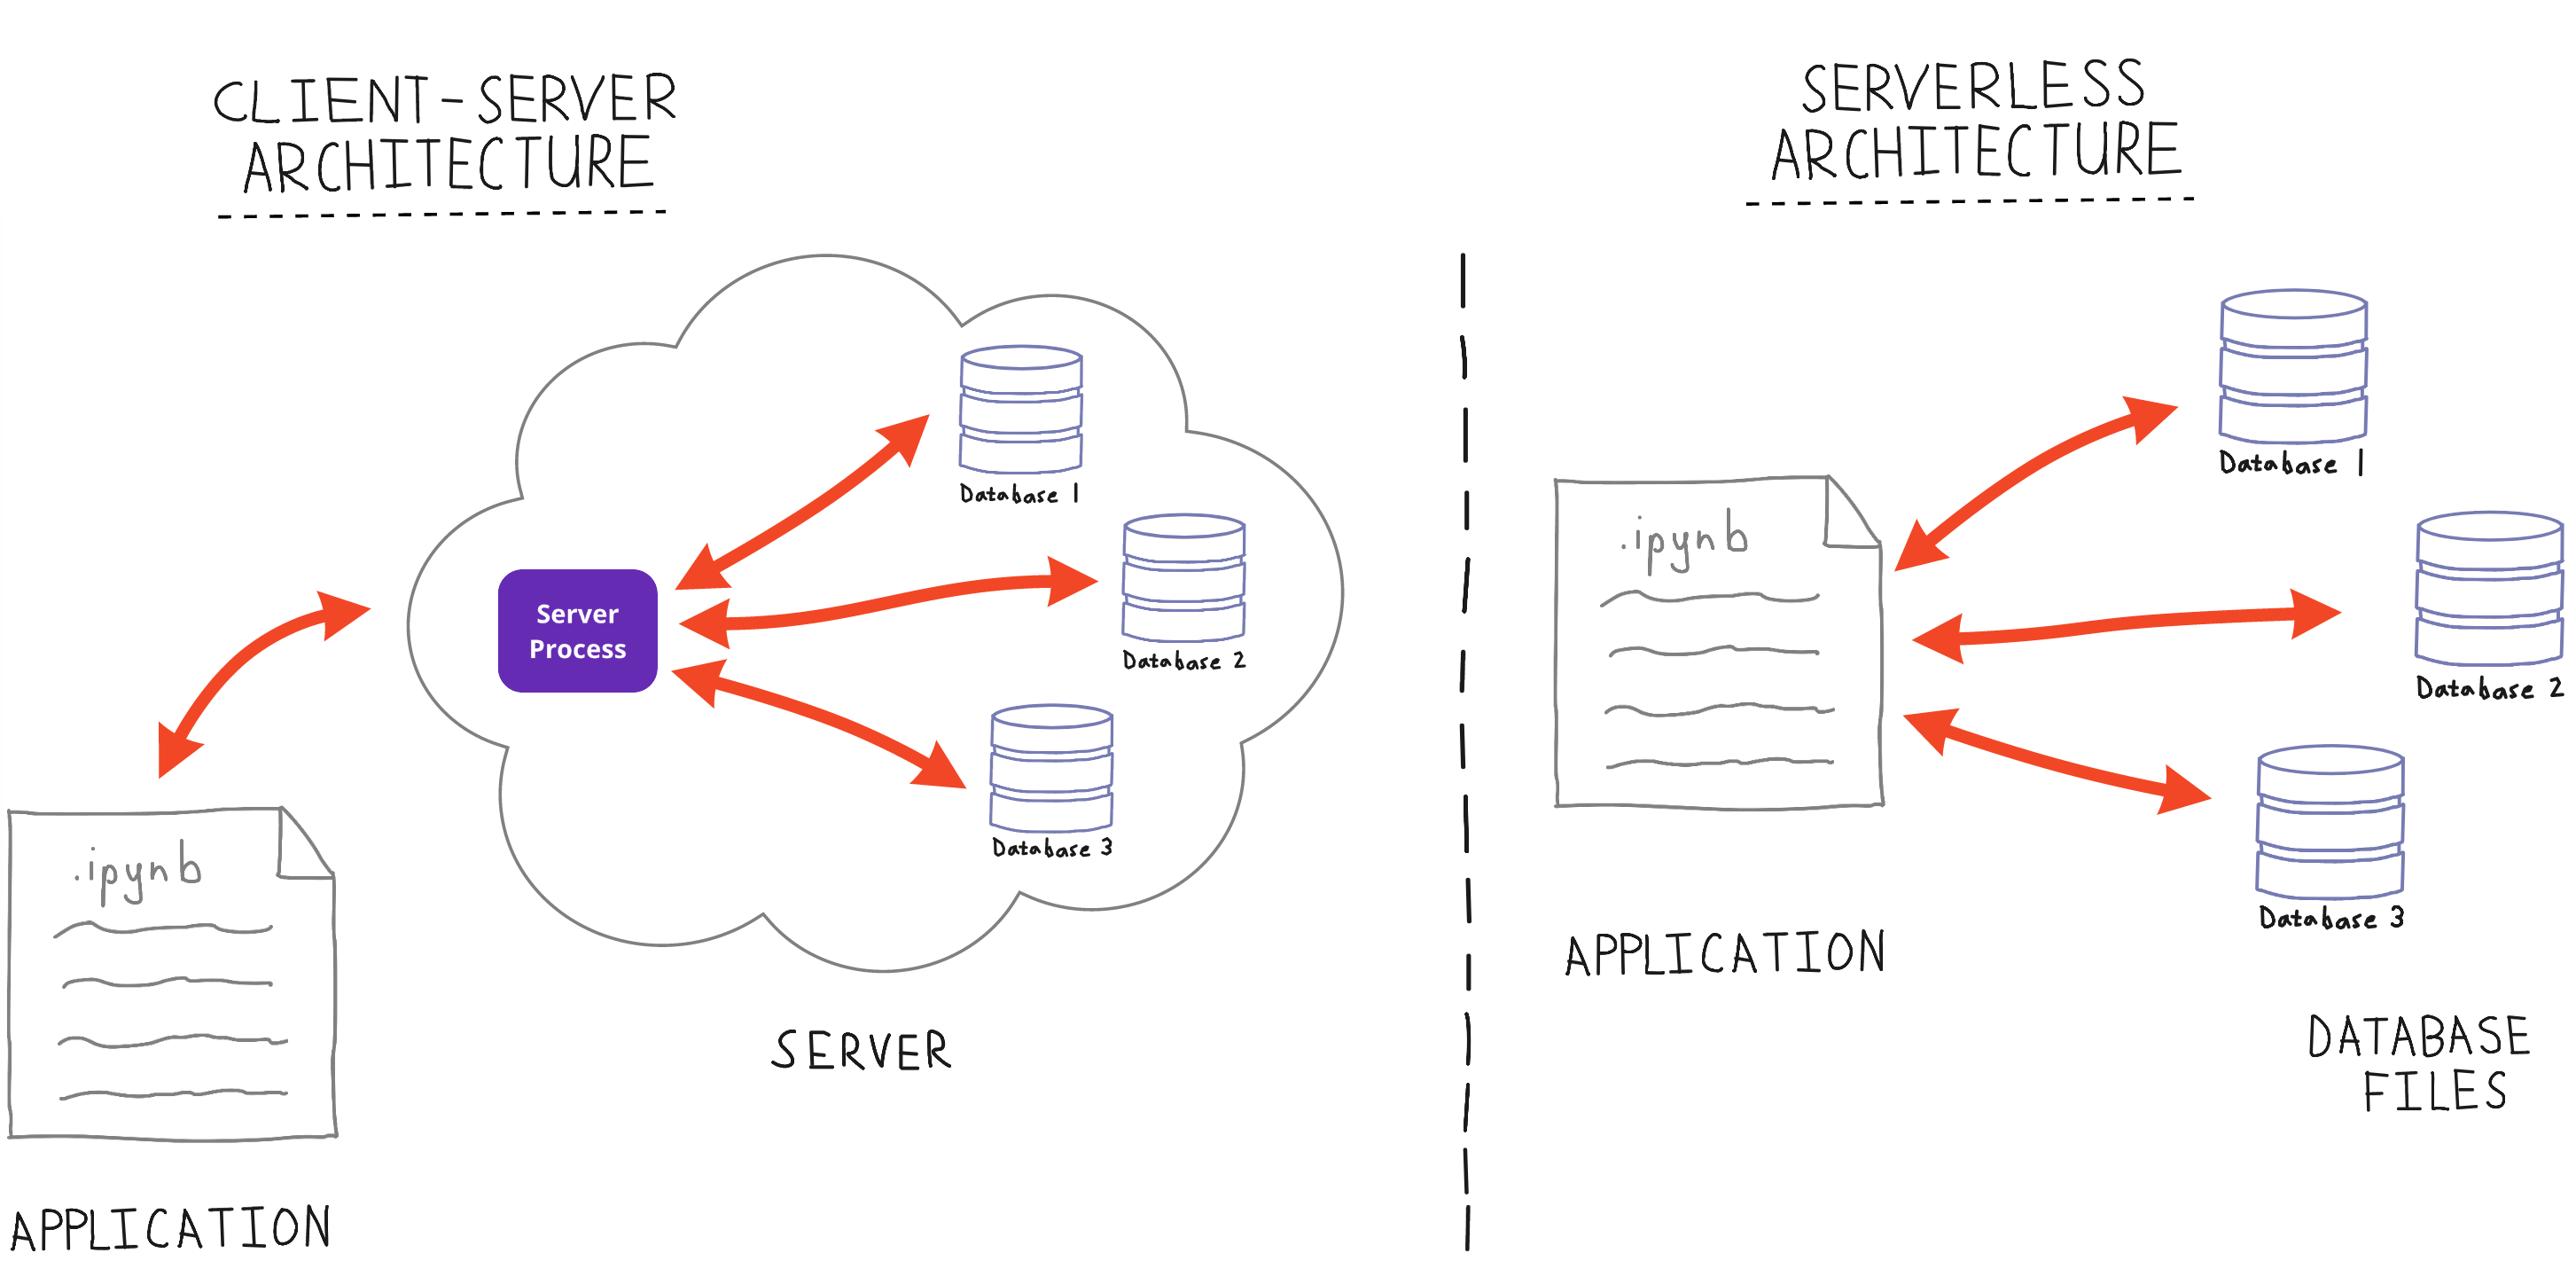 CLIENT-SERVER
ARCHITECTURE
Database 1
Server
Process
Database 2
Database 3
.ipynb
SERVER
APPLICATION
SERVERLESS
ARCHITECTURE
Database 1
.ipynb
Database 2
Database 3
APPLICATION
DATABASE
FILES